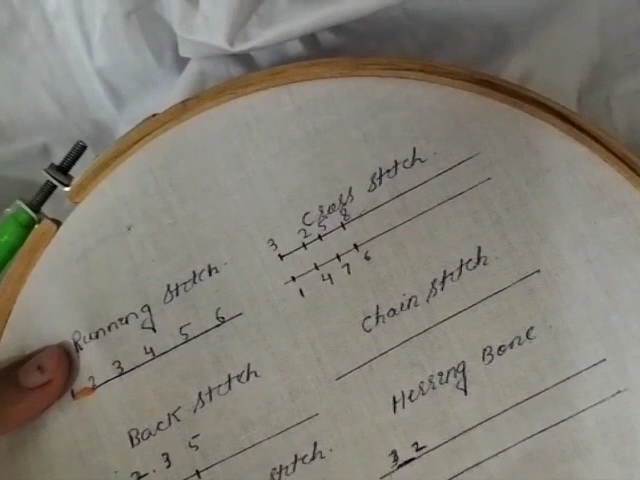 Cross Stitch.
3 2 5 8
1 4 7 6
Running Stitch.
1 2 3 4 5 6
Chain Stitch.
Back Stitch
2 . 3 5
Herring Bone
3 2
stitch.